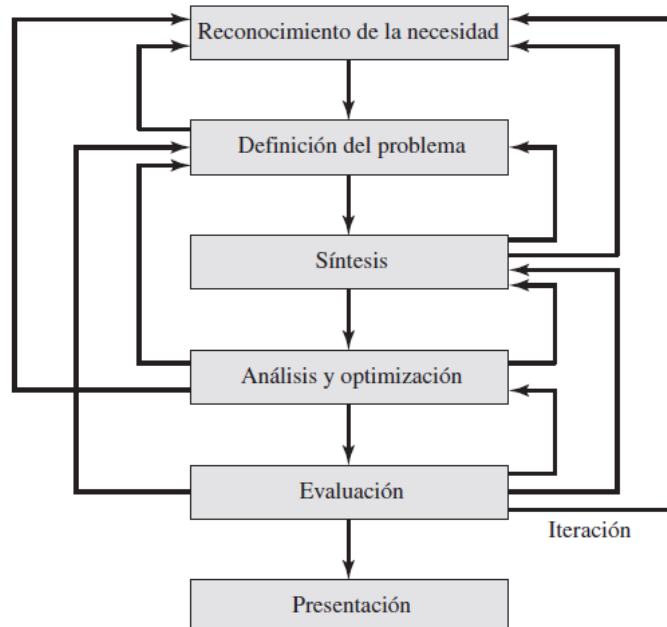 Reconocimiento de la necesidad
Definición del problema
Síntesis
Análisis y optimización
Evaluación
Iteración
Presentación